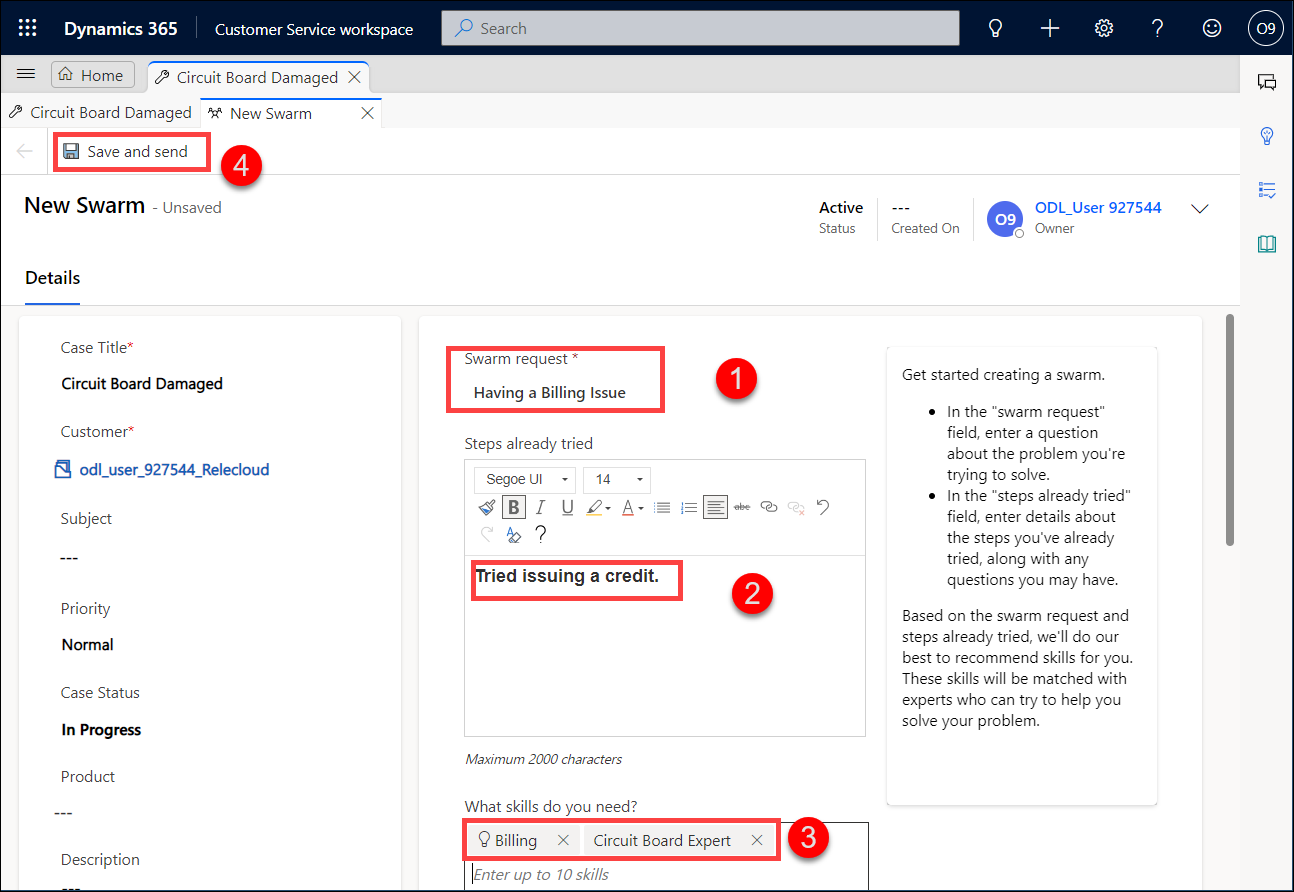 Dynamics 365 Customer Service workspace Search O9
Home Circuit Board Damaged
Circuit Board Damaged New Swarm
Save and send
4
New Swarm - Unsaved
Active
Status
---
Created On
O9
ODL_User 927544
Owner
Details
Case Title*
Circuit Board Damaged
Customer*
odl_user_927544_Relecloud
Subject
---
Priority
Normal
Case Status
In Progress
Product
---
Description
---
Swarm request *
Having a Billing Issue
1
Steps already tried
Segoe UI 14
B I U A abc
?
Tried issuing a credit.
2
Maximum 2000 characters
What skills do you need?
Billing Circuit Board Expert
3
Enter up to 10 skills
Get started creating a swarm.
• In the "swarm request"
field, enter a question
about the problem you're
trying to solve.
• In the "steps already tried"
field, enter details about
the steps you've already
tried, along with any
questions you may have.
Based on the swarm request and
steps already tried, we'll do our
best to recommend skills for you.
These skills will be matched with
experts who can try to help you
solve your problem.